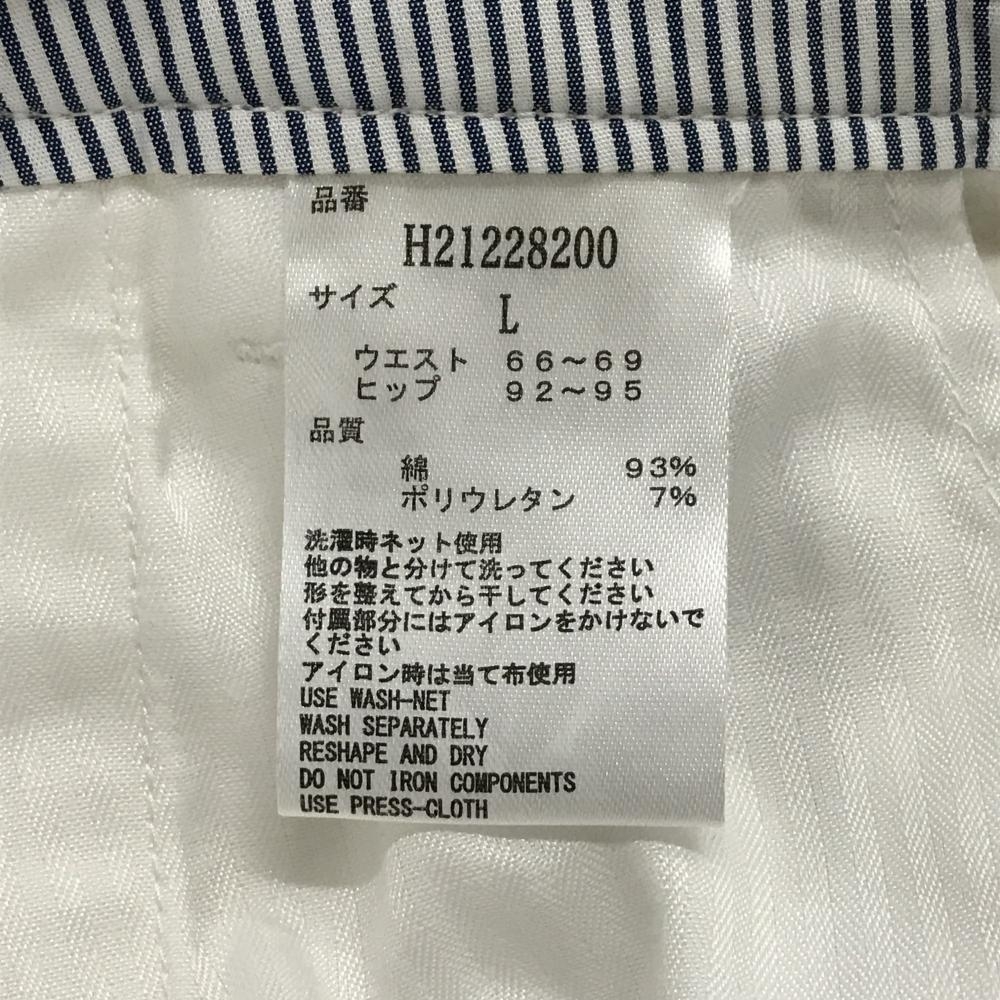 品番
H21228200
サイズ
L
ウエスト 66～69
ヒップ 92～95
品質
綿 93%
ポリウレタン 7%
洗濯時ネット使用
他の物と分けて洗ってください
形を整えてから干してください
付属部分にはアイロンをかけないで
ください
アイロン時は当て布使用
USE WASH-NET
WASH SEPARATELY
RESHAPE AND DRY
DO NOT IRON COMPONENTS
USE PRESS-CLOTH